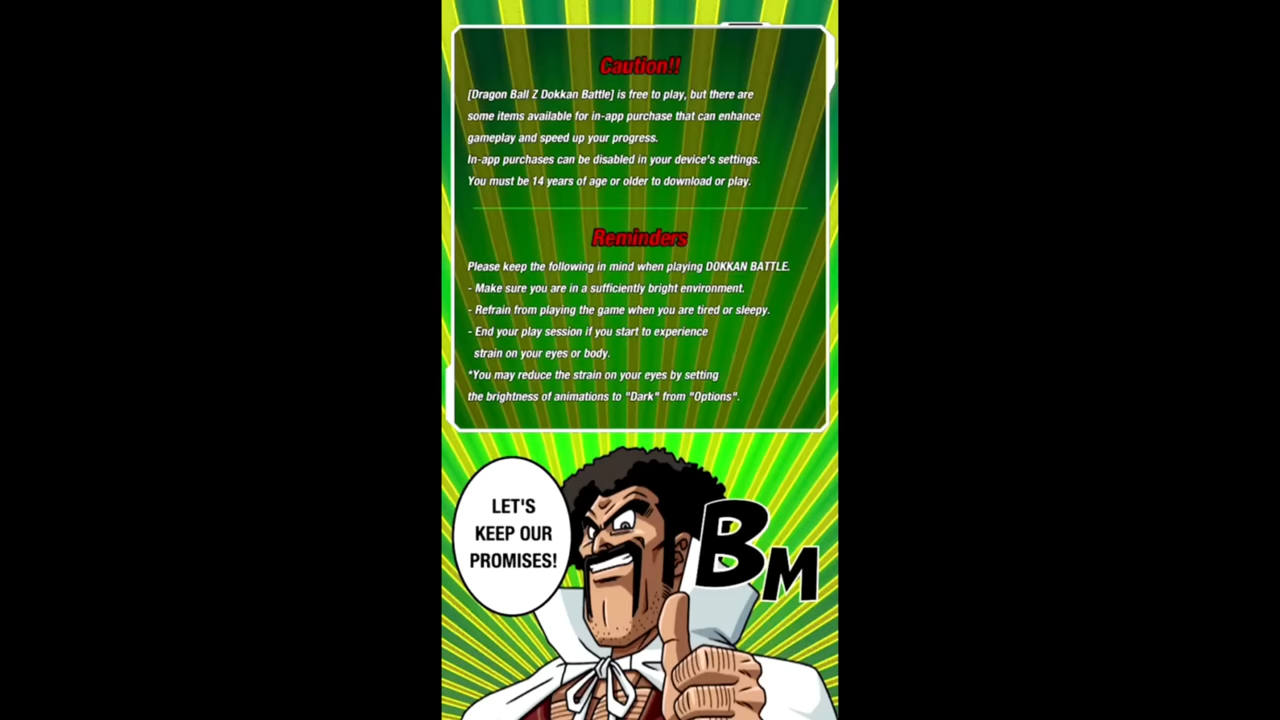 Caution!!
[Dragon Ball Z Dokkan Battle] is free to play, but there are
some items available for in-app purchase that can enhance
gameplay and speed up your progress.
In-app purchases can be disabled in your device's settings.
You must be 14 years of age or older to download or play.
Reminders
Please keep the following in mind when playing DOKKAN BATTLE.
- Make sure you are in a sufficiently bright environment.
- Refrain from playing the game when you are tired or sleepy.
- End your play session if you start to experience
strain on your eyes or body.
*You may reduce the strain on your eyes by setting
the brightness of animations to "Dark" from "Options".
LET'S
KEEP OUR
PROMISES!
BM